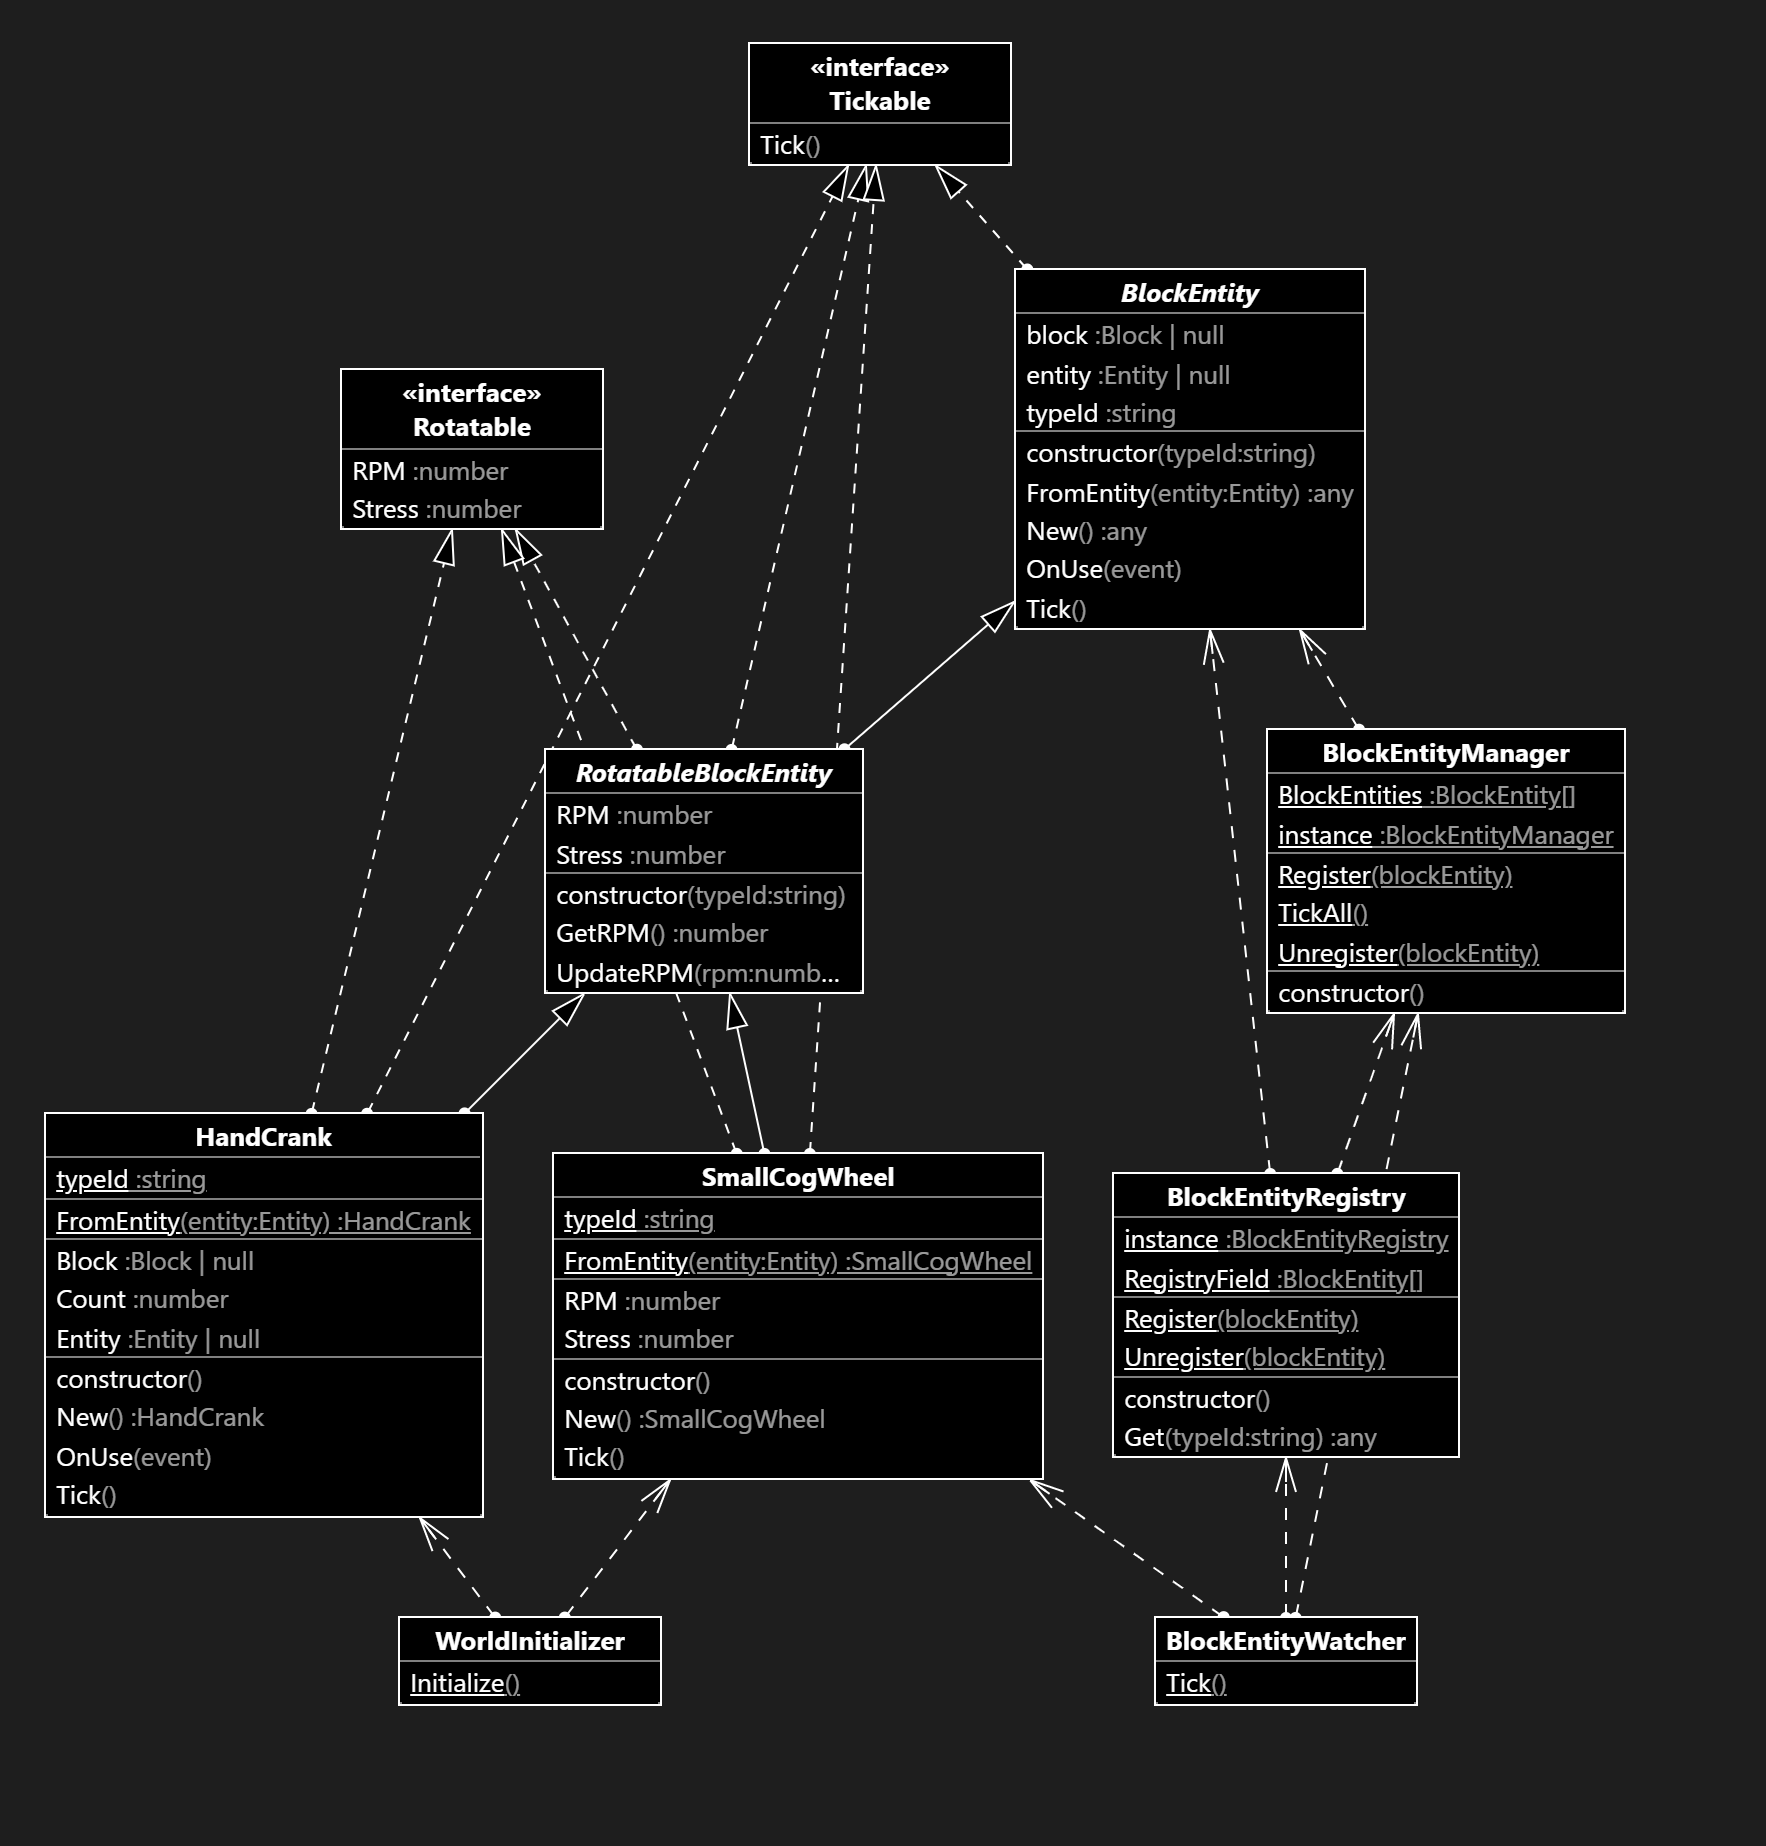 «interface»
Tickable
Tick()
BlockEntity
block :Block | null
entity :Entity | null
typeId :string
constructor(typeId:string)
FromEntity(entity:Entity) :any
New() :any
OnUse(event)
Tick()
«interface»
Rotatable
RPM :number
Stress :number
RotatableBlockEntity
RPM :number
Stress :number
constructor(typeId:string)
GetRPM() :number
UpdateRPM(rpm:numb...
BlockEntityManager
BlockEntities :BlockEntity[]
instance :BlockEntityManager
Register(blockEntity)
TickAll()
Unregister(blockEntity)
constructor()
HandCrank
typeId :string
FromEntity(entity:Entity) :HandCrank
Block :Block | null
Count :number
Entity :Entity | null
constructor()
New() :HandCrank
OnUse(event)
Tick()
SmallCogWheel
typeId :string
FromEntity(entity:Entity) :SmallCogWheel
RPM :number
Stress :number
constructor()
New() :SmallCogWheel
Tick()
BlockEntityRegistry
instance :BlockEntityRegistry
RegistryField :BlockEntity[]
Register(blockEntity)
Unregister(blockEntity)
constructor()
Get(typeId:string) :any
WorldInitializer
Initialize()
BlockEntityWatcher
Tick()